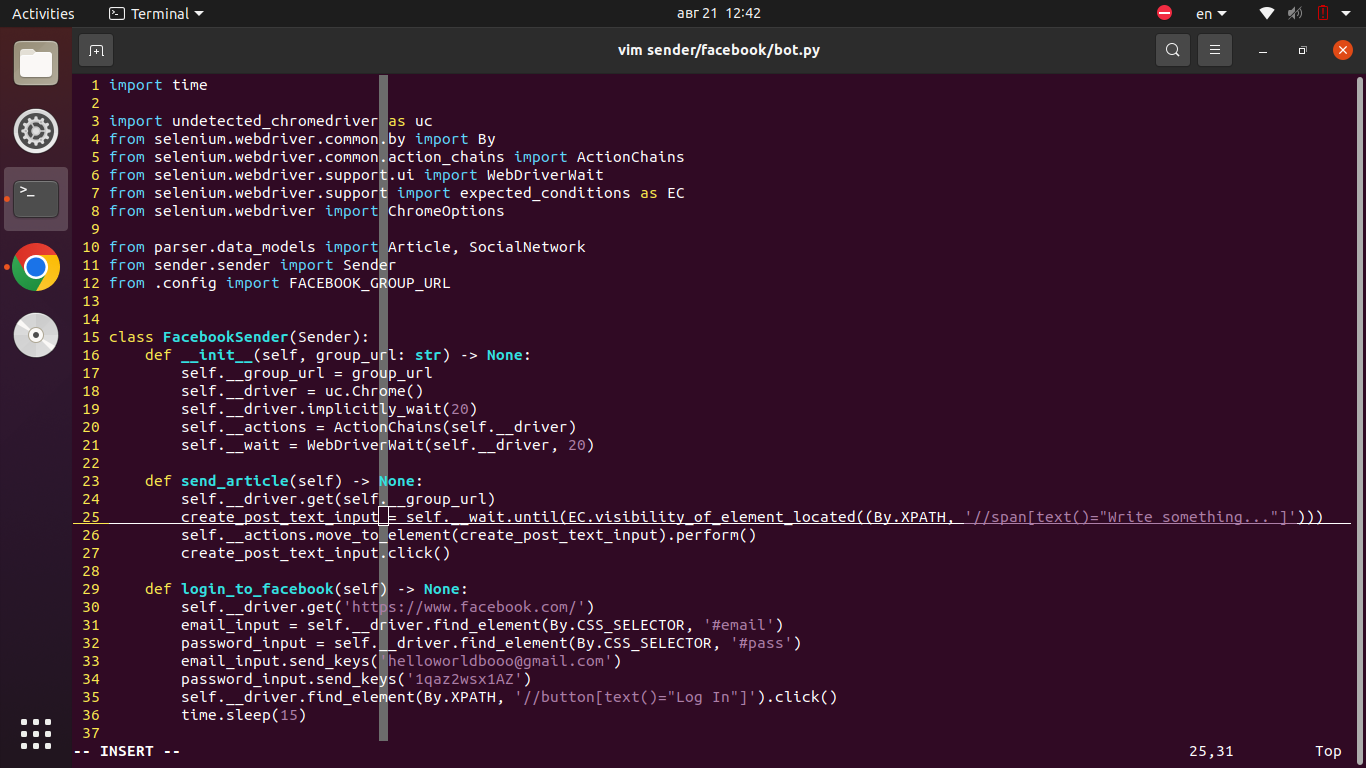 Activities Terminal авг 21 12:42 en
vim sender/facebook/bot.py
1 import time
2
3 import undetected_chromedriver as uc
4 from selenium.webdriver.common.by import By
5 from selenium.webdriver.common.action_chains import ActionChains
6 from selenium.webdriver.support.ui import WebDriverWait
7 from selenium.webdriver.support import expected_conditions as EC
8 from selenium.webdriver import ChromeOptions
9
10 from parser.data_models import Article, SocialNetwork
11 from sender.sender import Sender
12 from .config import FACEBOOK_GROUP_URL
13
14
15 class FacebookSender(Sender):
16     def __init__(self, group_url: str) -> None:
17         self.__group_url = group_url
18         self.__driver = uc.Chrome()
19         self.__driver.implicitly_wait(20)
20         self.__actions = ActionChains(self.__driver)
21         self.__wait = WebDriverWait(self.__driver, 20)
22
23     def send_article(self) -> None:
24         self.__driver.get(self.__group_url)
25         create_post_text_input = self.__wait.until(EC.visibility_of_element_located((By.XPATH, '//span[text()="Write something..."]')))
26         self.__actions.move_to_element(create_post_text_input).perform()
27         create_post_text_input.click()
28
29     def login_to_facebook(self) -> None:
30         self.__driver.get('https://www.facebook.com/')
31         email_input = self.__driver.find_element(By.CSS_SELECTOR, '#email')
32         password_input = self.__driver.find_element(By.CSS_SELECTOR, '#pass')
33         email_input.send_keys('helloworldbooo@gmail.com')
34         password_input.send_keys('1qaz2wsx1AZ')
35         self.__driver.find_element(By.XPATH, '//button[text()="Log In"]').click()
36         time.sleep(15)
37
-- INSERT -- 25,31 Top